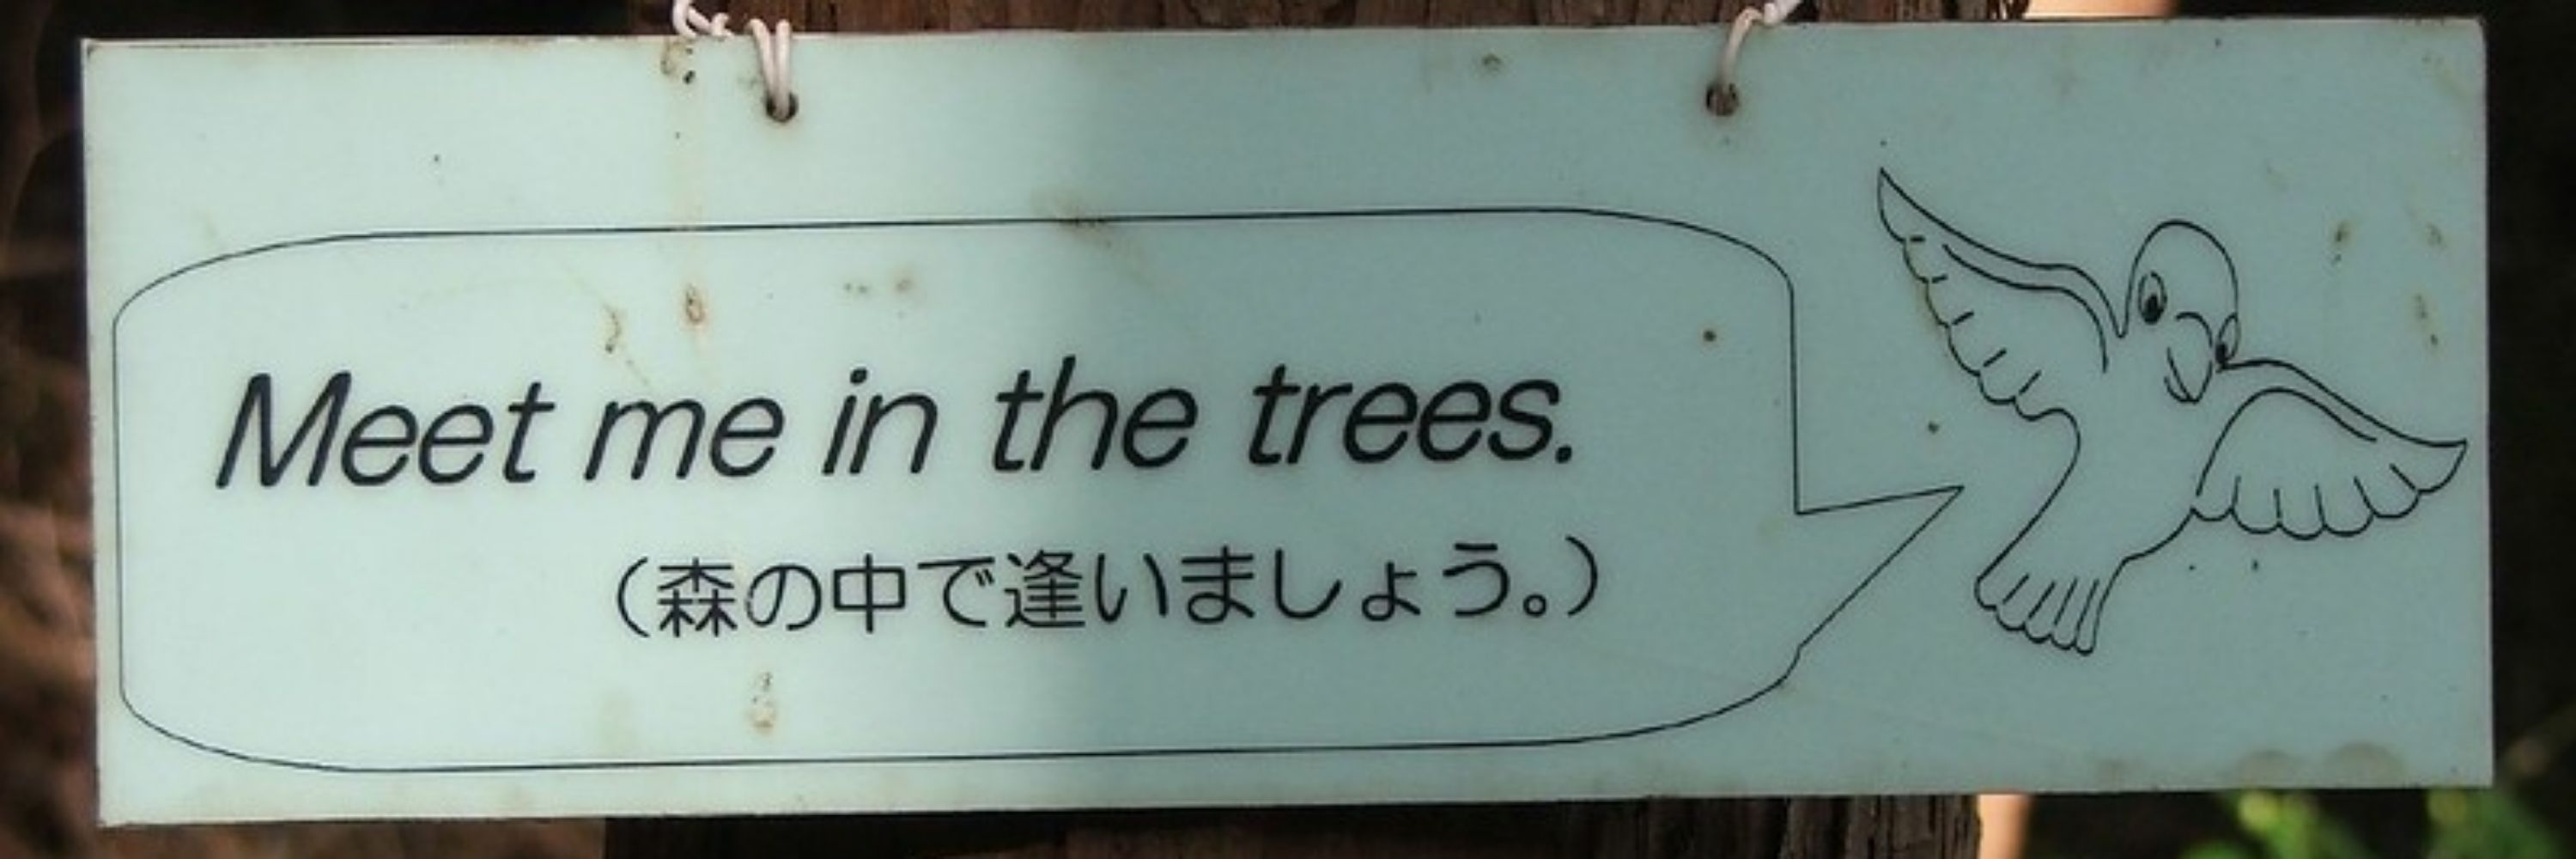 Meet me in the trees.
（森の中で逢いましょう。）